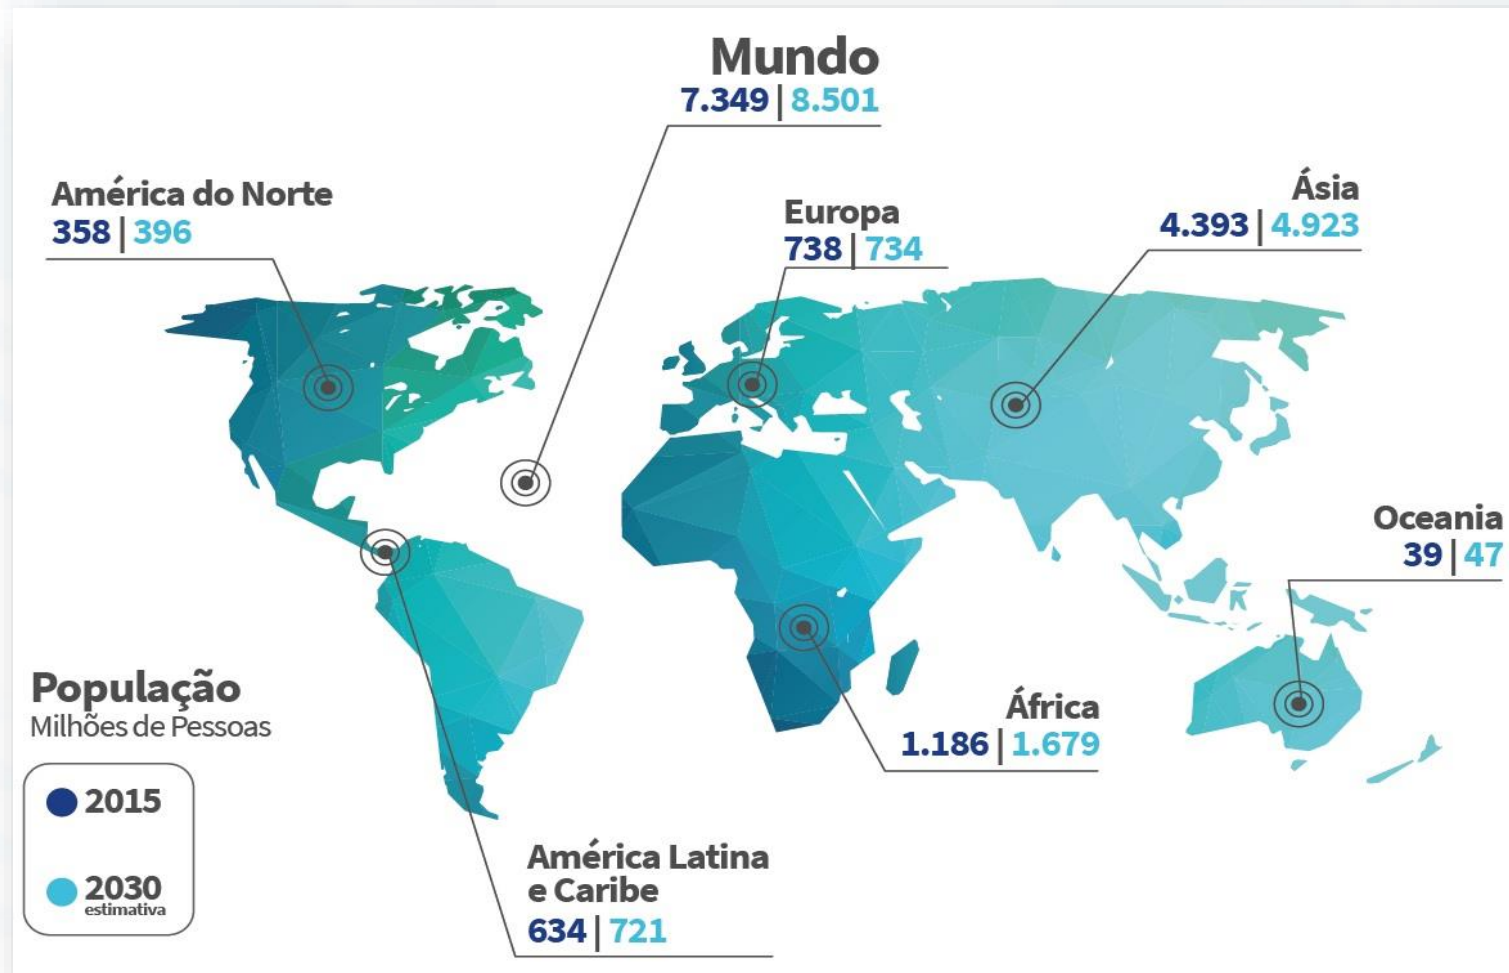 Mundo
7.349 | 8.501
América do Norte
358 | 396
Europa
738 | 734
Ásia
4.393 | 4.923
Oceania
39 | 47
África
1.186 | 1.679
América Latina
e Caribe
634 | 721
População
Milhões de Pessoas
2015
2030
estimativa